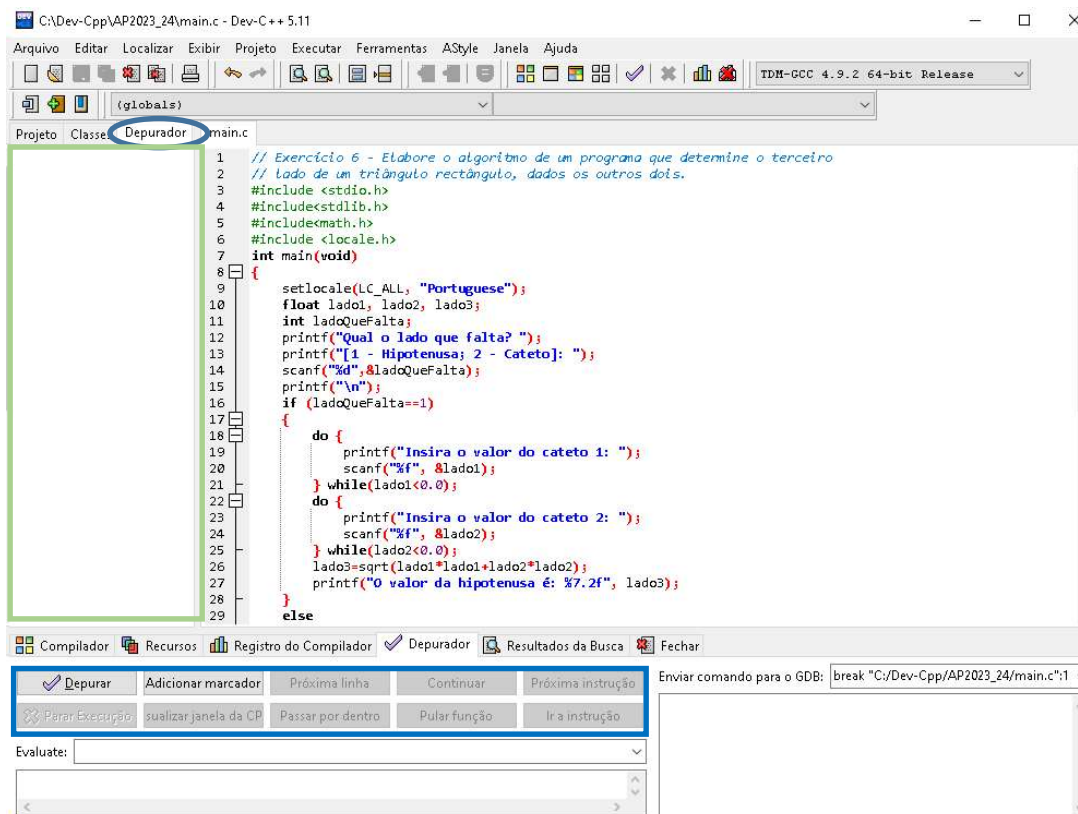 C:\Dev-Cpp\AP2023_24\main.c - Dev-C++ 5.11
Arquivo Editar Localizar Exibir Projeto Executar Ferramentas AStyle Janela Ajuda
TDM-GCC 4.9.2 64-bit Release
(globals)
Projeto Classe Depurador main.c
1 // Exercício 6 - Elabore o algoritmo de um programa que determine o terceiro
2 // lado de um triângulo rectângulo, dados os outros dois.
3 #include <stdio.h>
4 #include<stdlib.h>
5 #include<math.h>
6 #include <locale.h>
7 int main(void)
8 {
9 setlocale(LC_ALL, "Portuguese");
10 float lado1, lado2, lado3;
11 int ladoQueFalta;
12 printf("Qual o lado que falta? ");
13 printf("[1 - Hipotenusa; 2 - Cateto]: ");
14 scanf("%d",&ladoQueFalta);
15 printf("\n");
16 if (ladoQueFalta==1)
17 {
18 do {
19 printf("Insira o valor do cateto 1: ");
20 scanf("%f", &lado1);
21 } while(lado1<0.0);
22 do {
23 printf("Insira o valor do cateto 2: ");
24 scanf("%f", &lado2);
25 } while(lado2<0.0);
26 lado3=sqrt(lado1*lado1+lado2*lado2);
27 printf("O valor da hipotenusa é: %7.2f", lado3);
28 }
29 else
Compilador Recursos Registro do Compilador Depurador Resultados da Busca Fechar
Depurar Adicionar marcador Próxima linha Continuar Próxima instrução
Parar Execução sualizar janela da CP Passar por dentro Pular função Ir a instrução
Enviar comando para o GDB: break "C:/Dev-Cpp/AP2023_24/main.c":1
Evaluate: